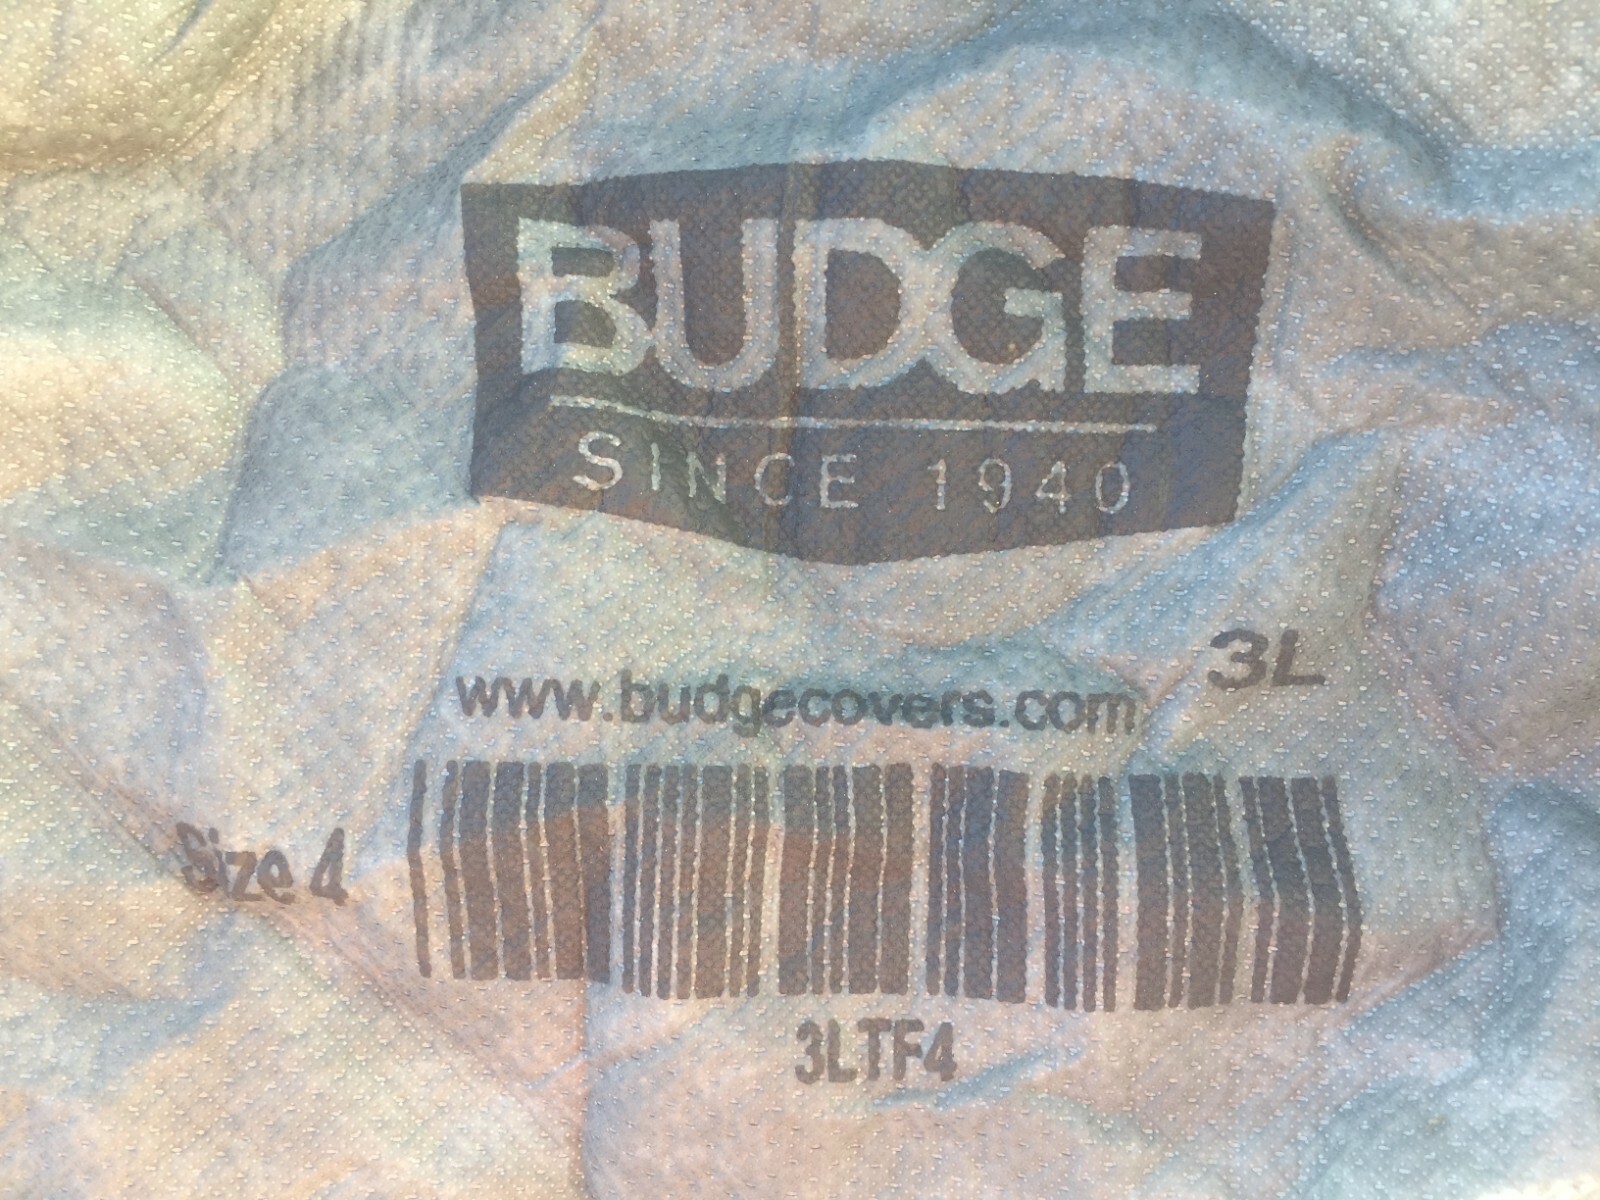 BUDGE
SINCE 1940
3L
www.budgecovers.com
Size 4
3LTF4